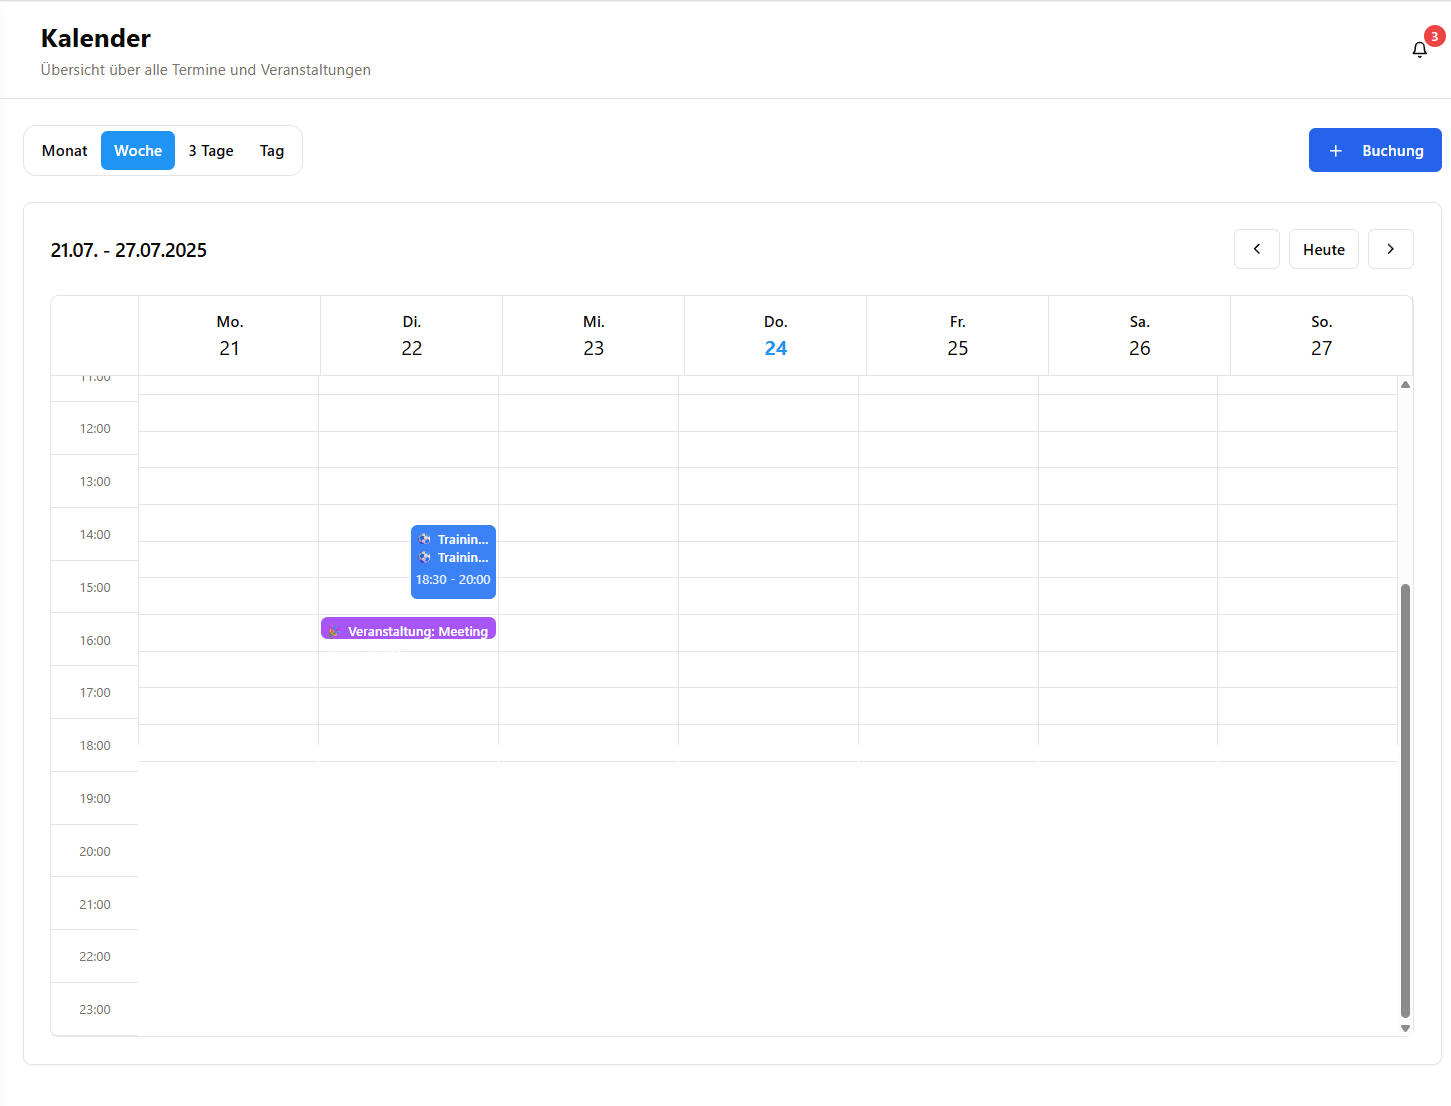 Kalender
3
Übersicht über alle Termine und Veranstaltungen
Monat Woche 3 Tage Tag
+ Buchung
21.07. - 27.07.2025
Heute
Mo. Di. Mi. Do. Fr. Sa. So.
21 22 23 24 25 26 27
11:00
12:00
13:00
14:00
Trainin...
Trainin...
18:30 - 20:00
15:00
Veranstaltung: Meeting
16:00
17:00
18:00
19:00
20:00
21:00
22:00
23:00